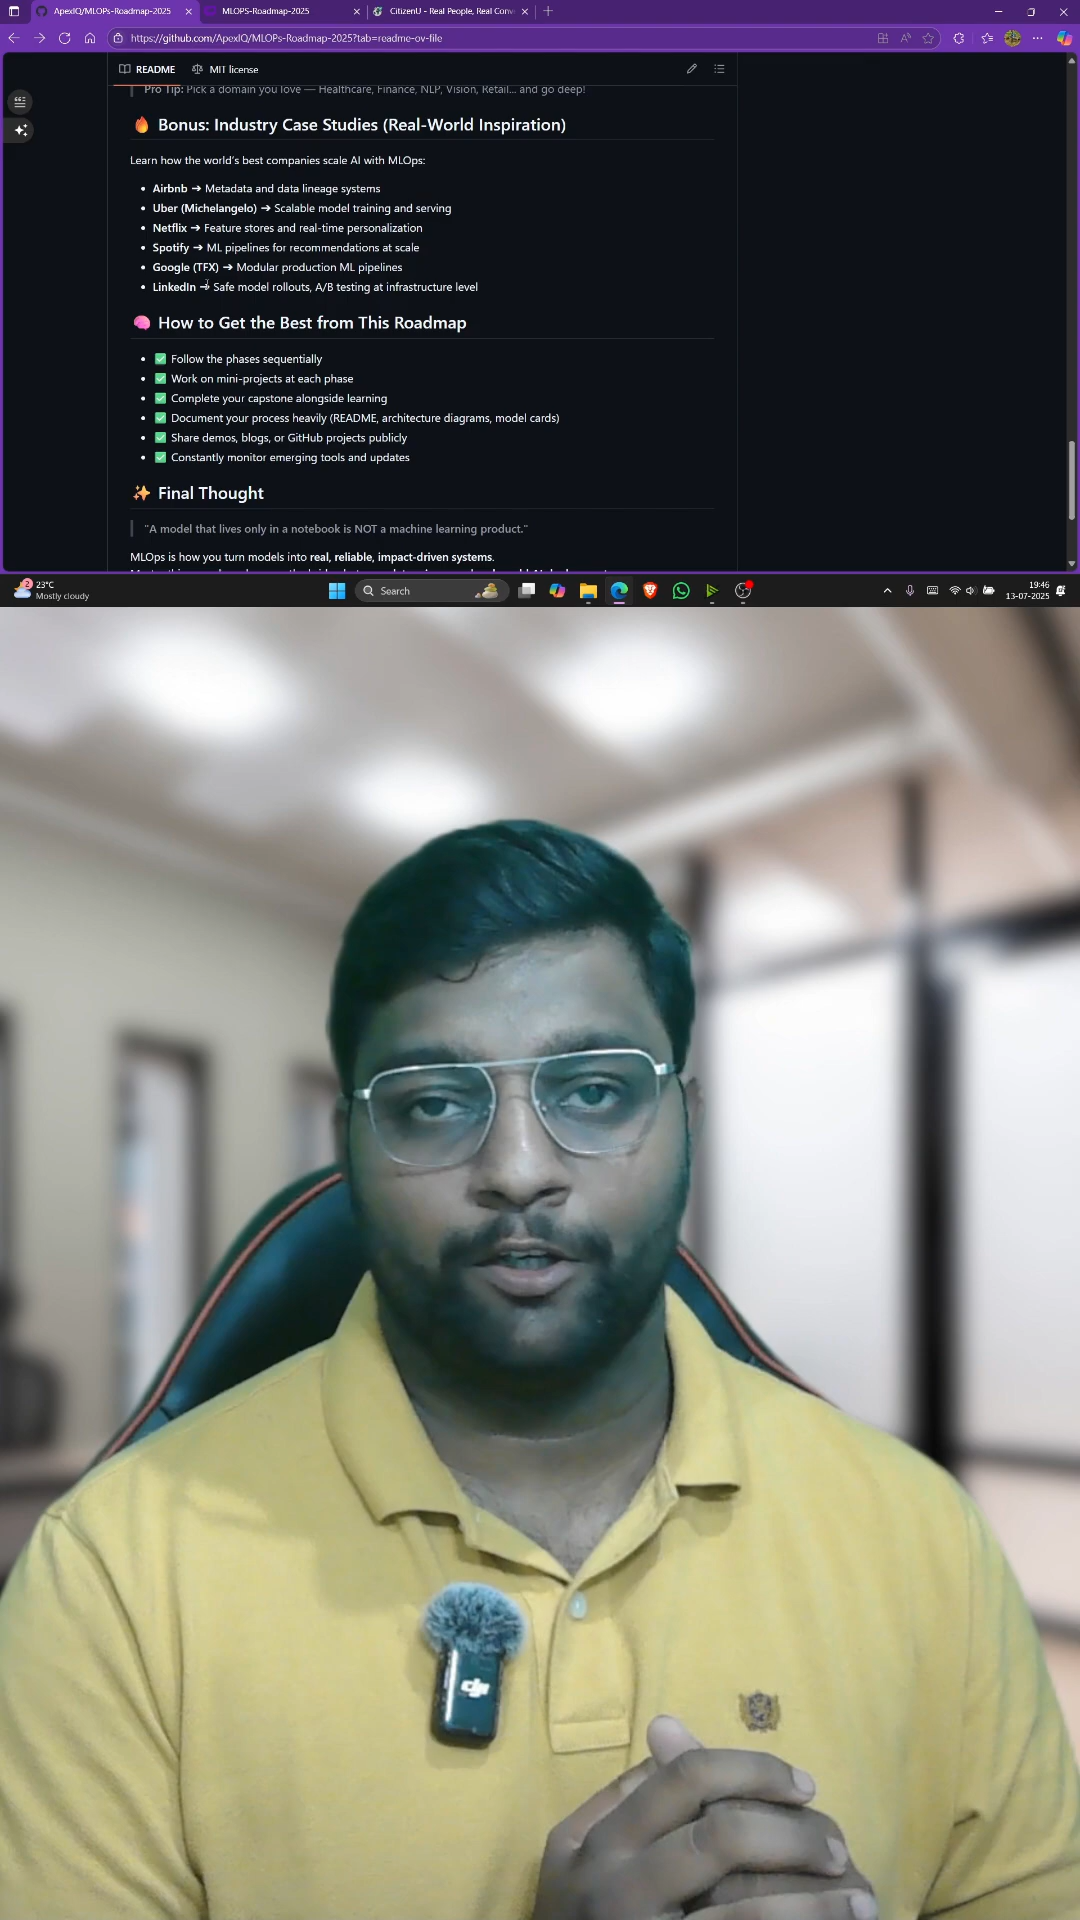 ApexIQ/MLOPs-Roadmap-2025
MLOPS-Roadmap-2025
CitizenU - Real People, Real Conv
https://github.com/ApexIQ/MLOPs-Roadmap-2025?tab=readme-ov-file
README
MIT license
Pro Tip: Pick a domain you love — Healthcare, Finance, NLP, Vision, Retail... and go deep!
🔥 Bonus: Industry Case Studies (Real-World Inspiration)
Learn how the world's best companies scale AI with MLOps:
• Airbnb ➔ Metadata and data lineage systems
• Uber (Michelangelo) ➔ Scalable model training and serving
• Netflix ➔ Feature stores and real-time personalization
• Spotify ➔ ML pipelines for recommendations at scale
• Google (TFX) ➔ Modular production ML pipelines
• LinkedIn ➔ Safe model rollouts, A/B testing at infrastructure level
🧠 How to Get the Best from This Roadmap
• ✅ Follow the phases sequentially
• ✅ Work on mini-projects at each phase
• ✅ Complete your capstone alongside learning
• ✅ Document your process heavily (README, architecture diagrams, model cards)
• ✅ Share demos, blogs, or GitHub projects publicly
• ✅ Constantly monitor emerging tools and updates
✨ Final Thought
"A model that lives only in a notebook is NOT a machine learning product."
MLOps is how you turn models into real, reliable, impact-driven systems.
2
23°C
Mostly cloudy
Search
19:46
13-07-2025
dji